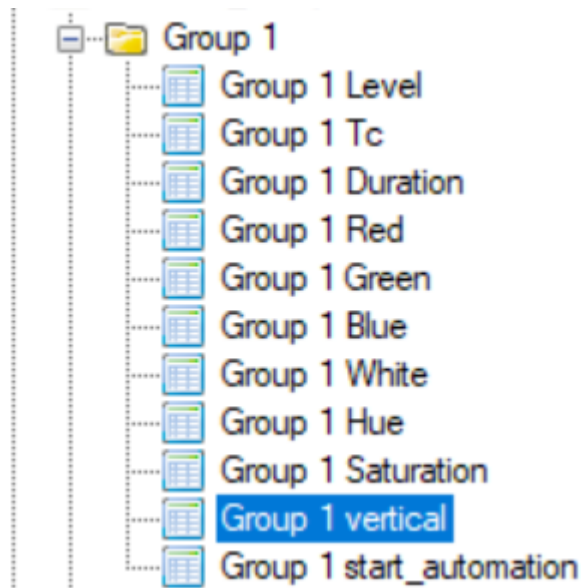 Group 1
Group 1 Level
Group 1 Tc
Group 1 Duration
Group 1 Red
Group 1 Green
Group 1 Blue
Group 1 White
Group 1 Hue
Group 1 Saturation
Group 1 vertical
Group 1 start_automation